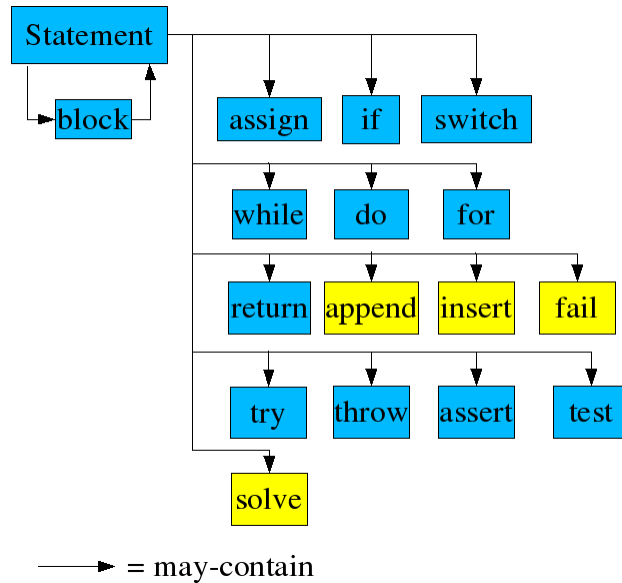 Statement
block
assign if switch
while do for
return append insert fail
try throw assert test
solve
= may-contain